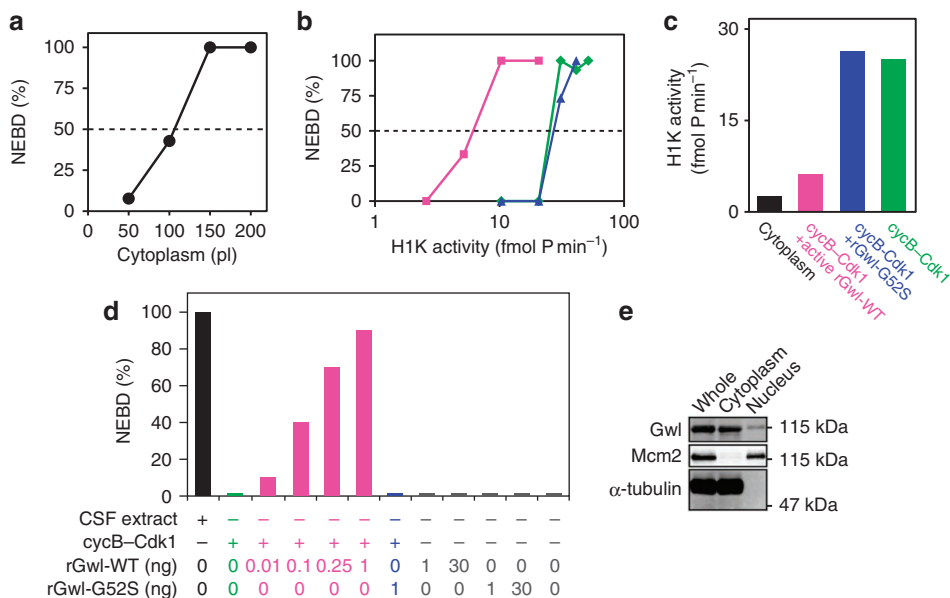 a
NEBD (%)
100
75
50
25
0
0 50 100 150 200
Cytoplasm (pl)
b
NEBD (%)
100
75
50
25
0
1 10 100
H1K activity (fmol P min⁻¹)
c
H1K activity
(fmol P min⁻¹)
30
15
0
Cytoplasm
cycB–Cdk1
+active rGwl-WT
cycB–Cdk1
+rGwl-G52S
cycB–Cdk1
d
NEBD (%)
100
80
60
40
20
0
CSF extract + – – – – – – – – – – –
cycB–Cdk1 – + + + + + + – – – – –
rGwl-WT (ng) 0 0 0.01 0.1 0.25 1 0 1 30 0 0 0
rGwl-G52S (ng) 0 0 0 0 0 0 1 0 0 1 30 0
e
Whole Cytoplasm Nucleus
Gwl 115 kDa
Mcm2 115 kDa
α-tubulin
47 kDa